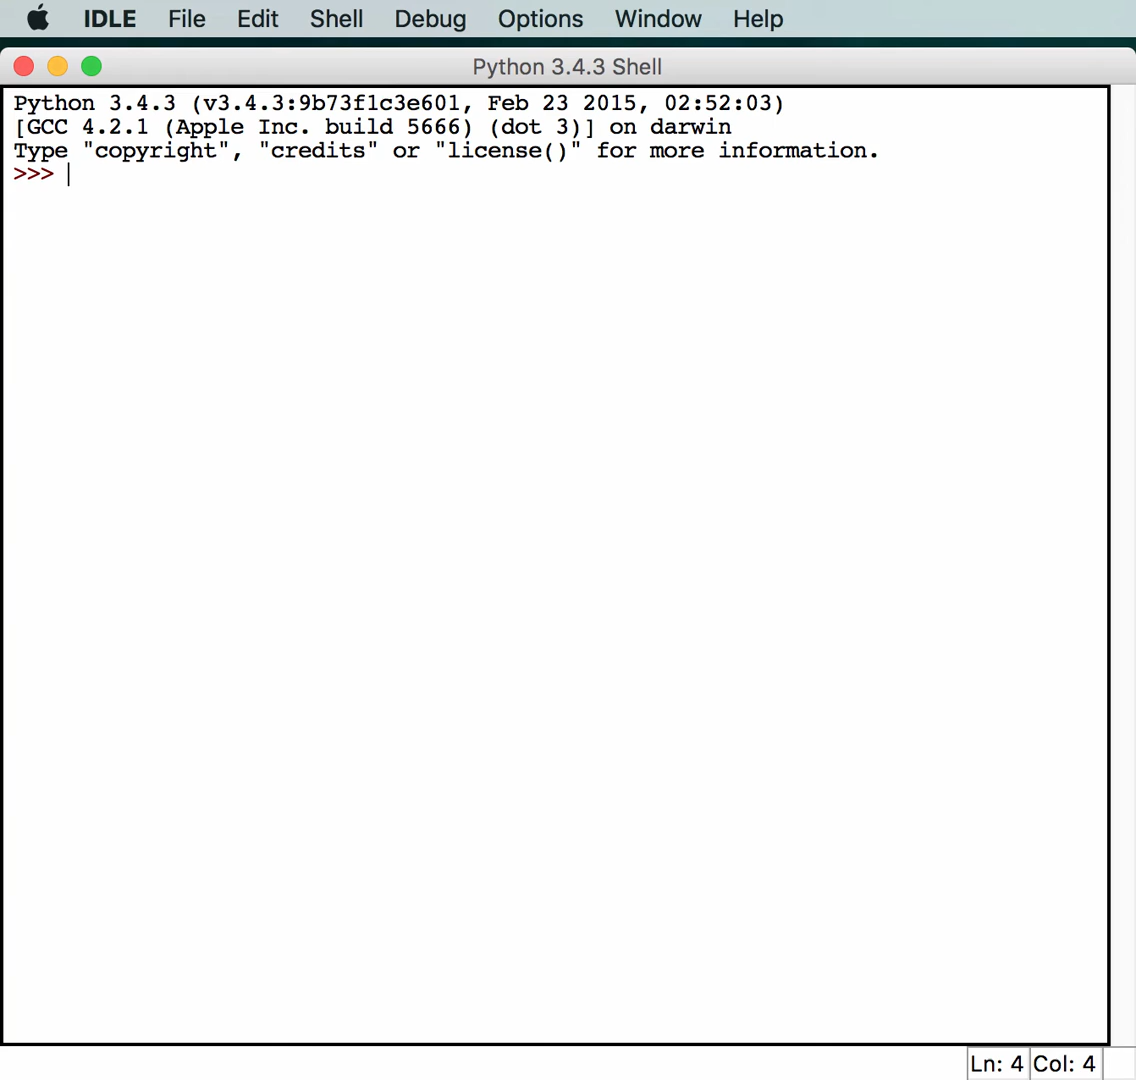 IDLE File Edit Shell Debug Options Window Help
Python 3.4.3 Shell
Python 3.4.3 (v3.4.3:9b73f1c3e601, Feb 23 2015, 02:52:03)
[GCC 4.2.1 (Apple Inc. build 5666) (dot 3)] on darwin
Type "copyright", "credits" or "license()" for more information.
>>>
Ln: 4 Col: 4